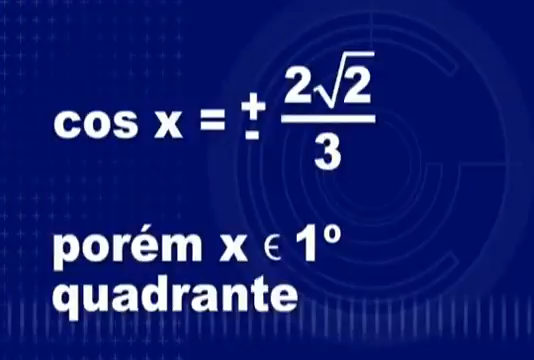 cos x = ± 2√2/3
porém x ϵ 1º
quadrante